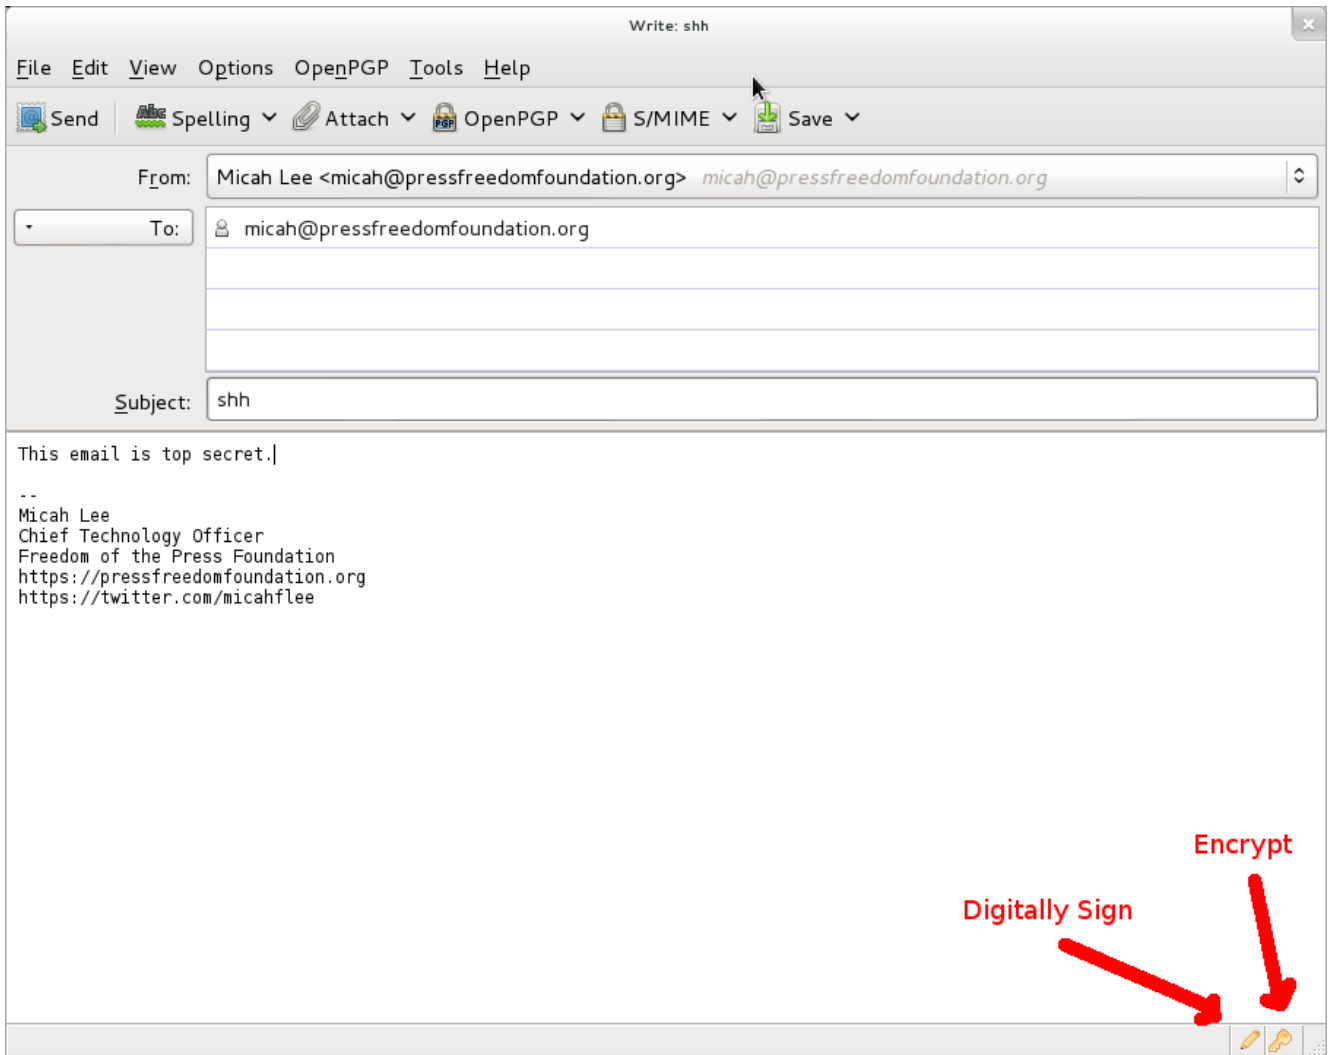 Write: shh
File Edit View Options OpenPGP Tools Help
Send Abc Spelling Attach PGP OpenPGP S/MIME Save
From: Micah Lee <micah@pressfreedomfoundation.org> micah@pressfreedomfoundation.org
To: micah@pressfreedomfoundation.org
Subject: shh
This email is top secret.
--
Micah Lee
Chief Technology Officer
Freedom of the Press Foundation
https://pressfreedomfoundation.org
https://twitter.com/micahflee
Encrypt
Digitally Sign